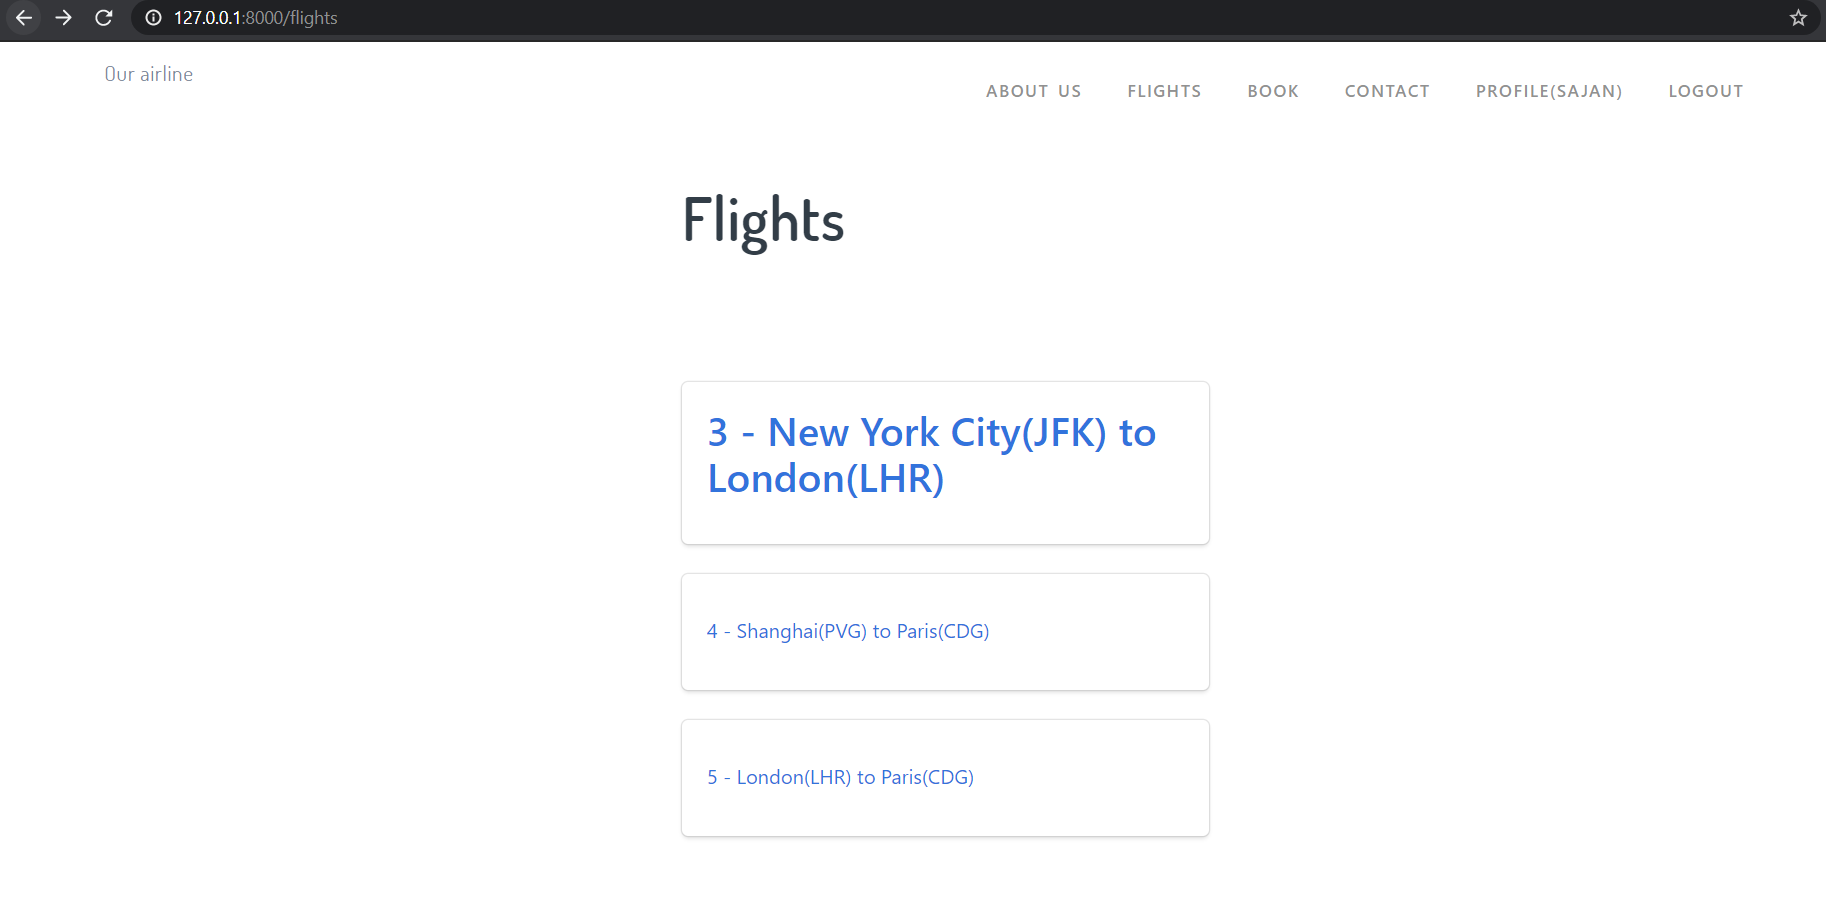 127.0.0.1:8000/flights
Our airline
ABOUT US FLIGHTS BOOK CONTACT PROFILE(SAJAN) LOGOUT
Flights
3 - New York City(JFK) to
London(LHR)
4 - Shanghai(PVG) to Paris(CDG)
5 - London(LHR) to Paris(CDG)